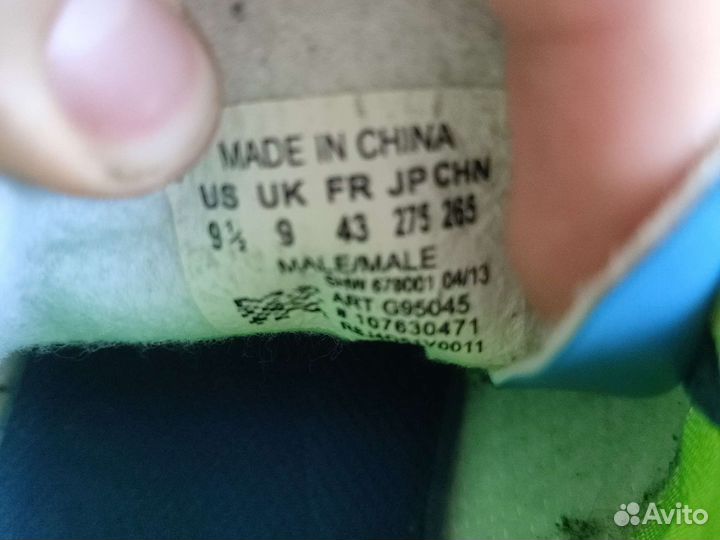 MADE IN CHINA
US UK FR JP CHN
9½ 9 43 275 265
MALE/MALE
SHW 678001 04/13
ART G95045
# 107630471
Avito